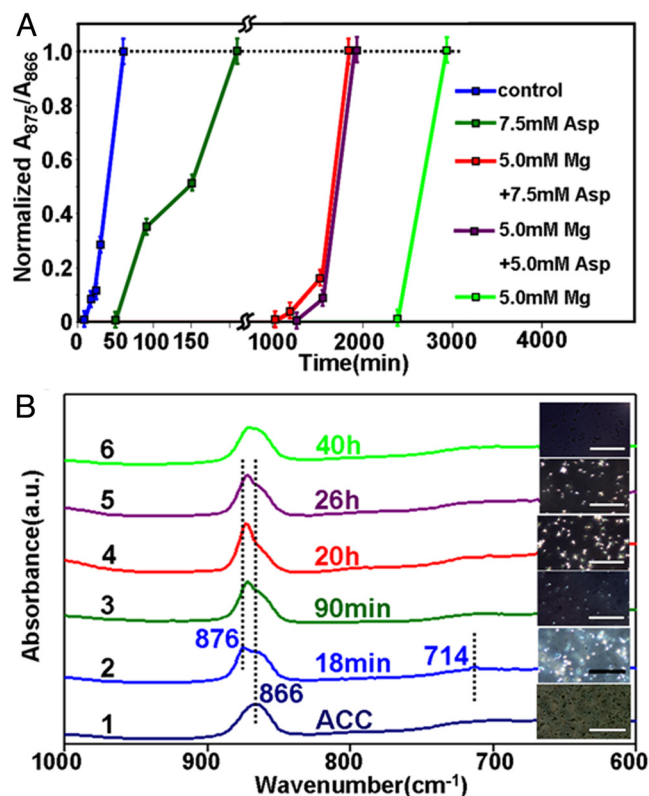 A
Normalized A875/A866
1.0
0.8
0.6
0.4
0.2
0
0 50 100 150 1000 2000 3000 4000
Time(min)
control
7.5mM Asp
5.0mM Mg
+7.5mM Asp
5.0mM Mg
+5.0mM Asp
5.0mM Mg
B
Absorbance(a.u.)
6 40h
5 26h
4 20h
3 90min
876 714
2 18min
866
1 ACC
1000 900 800 700 600
Wavenumber(cm-1)